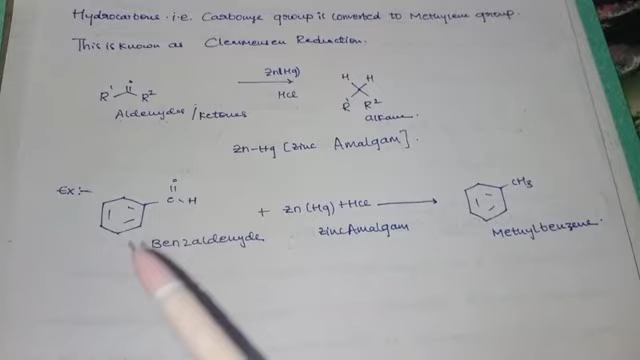 Hydrocarbons i.e. Carbonyl group is converted to Methylene group.
This is known as Clemmensen Reduction.
Zn(Hg)
HCl
R¹ R²
H H
R¹ R²
Aldehydes/Ketones
alkane.
Zn-Hg [Zinc Amalgam].
Ex:-
C-H
+ Zn(Hg)+HCl
CH3
Benzaldehyde
Zinc Amalgam
Methylbenzene.